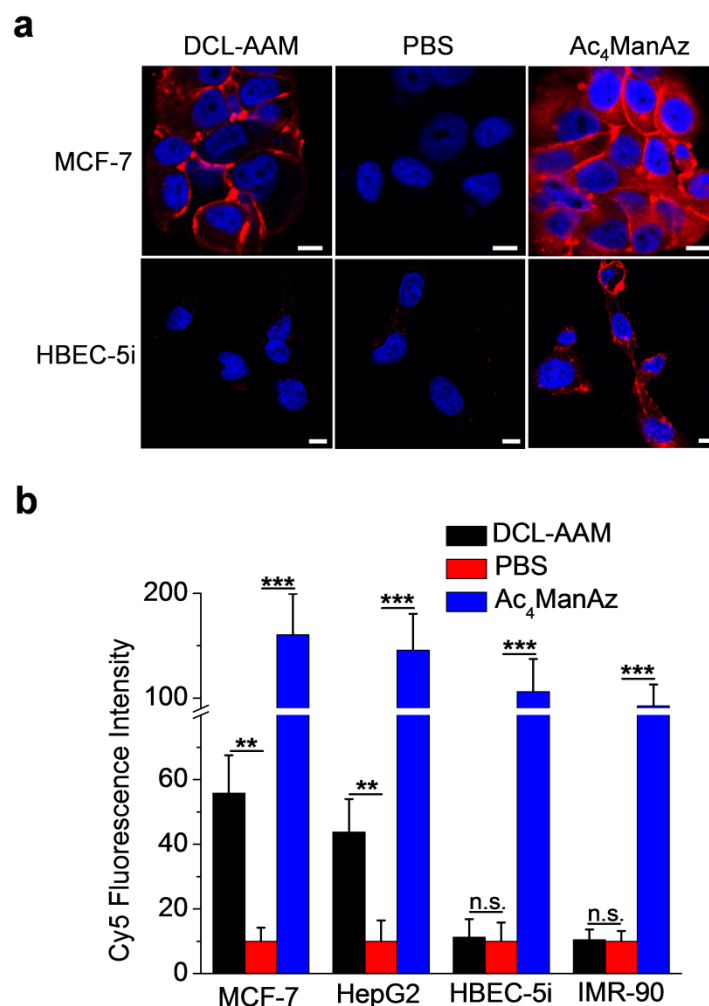 a
DCL-AAM PBS Ac₄ManAz
MCF-7
HBEC-5i
b
DCL-AAM
PBS
Ac₄ManAz
Cy5 Fluorescence Intensity
200
100
60
40
20
0
** *** ** *** n.s. *** n.s. ***
MCF-7 HepG2 HBEC-5i IMR-90